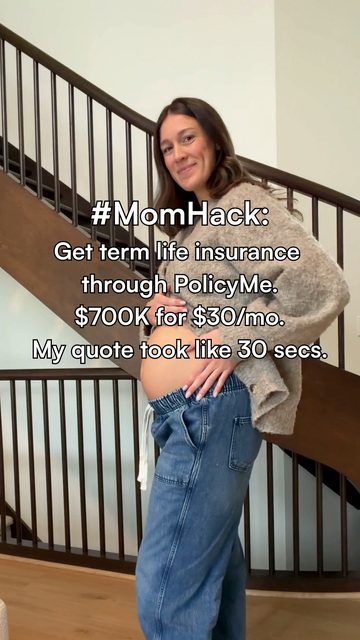 #MomHack:
Get term life insurance
through PolicyMe.
$700K for $30/mo.
My quote took like 30 secs.